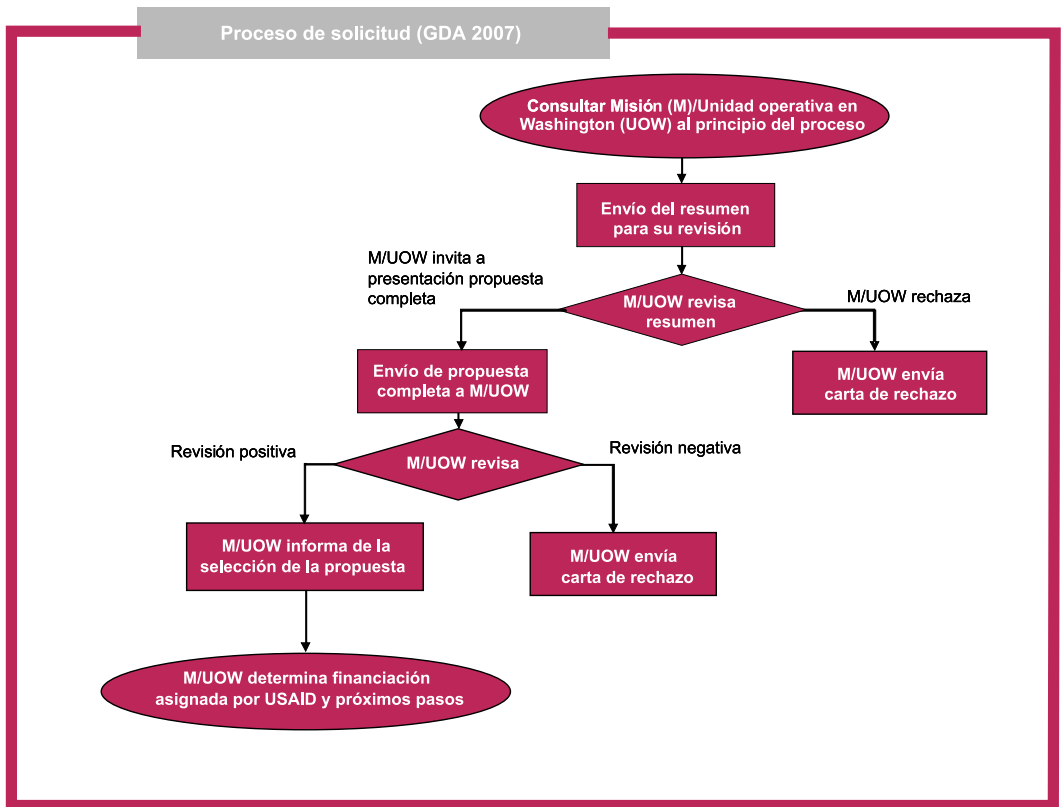 Proceso de solicitud (GDA 2007)
Consultar Misión (M)/Unidad operativa en
Washington (UOW) al principio del proceso
Envío del resumen
para su revisión
M/UOW invita a
presentación propuesta
completa
M/UOW revisa
resumen
M/UOW rechaza
Envío de propuesta
completa a M/UOW
M/UOW envía
carta de rechazo
Revisión positiva
M/UOW revisa
Revisión negativa
M/UOW informa de la
selección de la propuesta
M/UOW envía
carta de rechazo
M/UOW determina financiación
asignada por USAID y próximos pasos